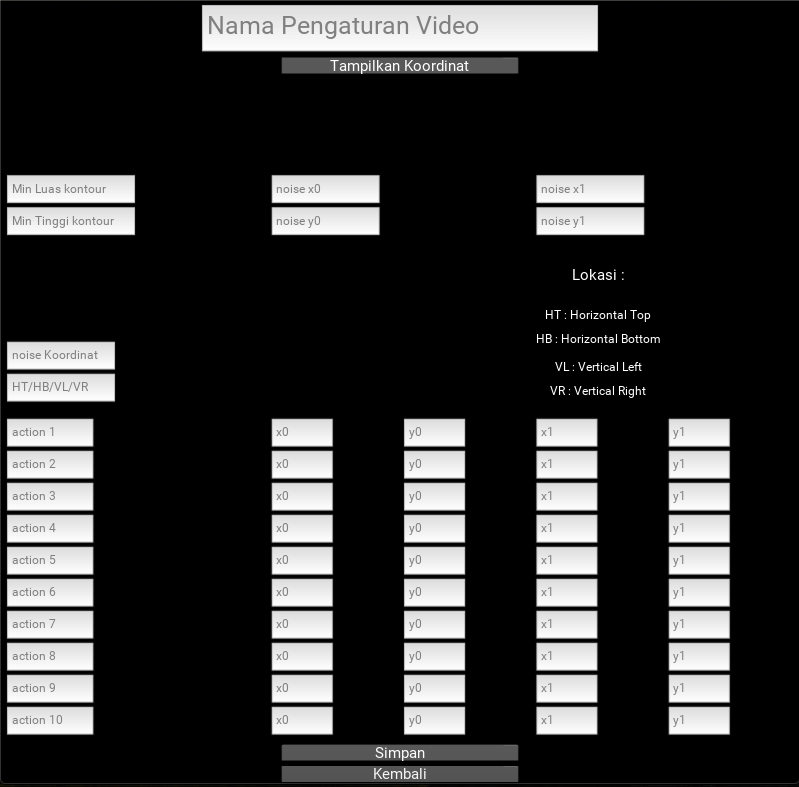 Nama Pengaturan Video
Tampilkan Koordinat
Min Luas kontour noise x0 noise x1
Min Tinggi kontour noise y0 noise y1
Lokasi :
HT : Horizontal Top
HB : Horizontal Bottom
noise Koordinat
VL : Vertical Left
HT/HB/VL/VR
VR : Vertical Right
action 1 x0 y0 x1 y1
action 2 x0 y0 x1 y1
action 3 x0 y0 x1 y1
action 4 x0 y0 x1 y1
action 5 x0 y0 x1 y1
action 6 x0 y0 x1 y1
action 7 x0 y0 x1 y1
action 8 x0 y0 x1 y1
action 9 x0 y0 x1 y1
action 10 x0 y0 x1 y1
Simpan
Kembali